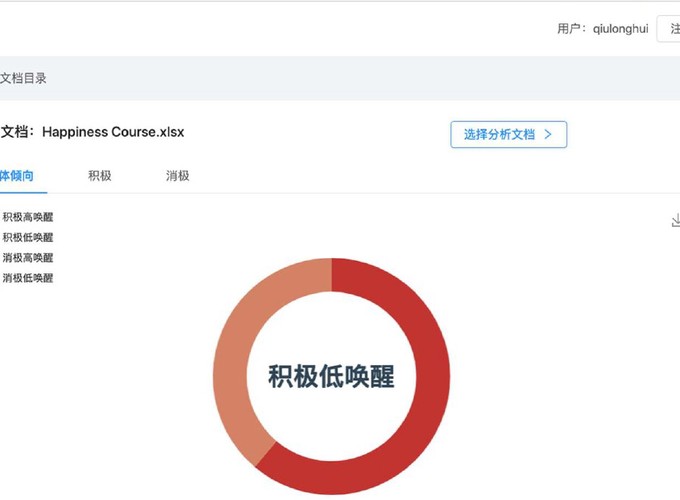 用户：qiulonghui
注
文档目录
文档：Happiness Course.xlsx
选择分析文档
体倾向 积极 消极
积极高唤醒
积极低唤醒
消极高唤醒
消极低唤醒
积极低唤醒